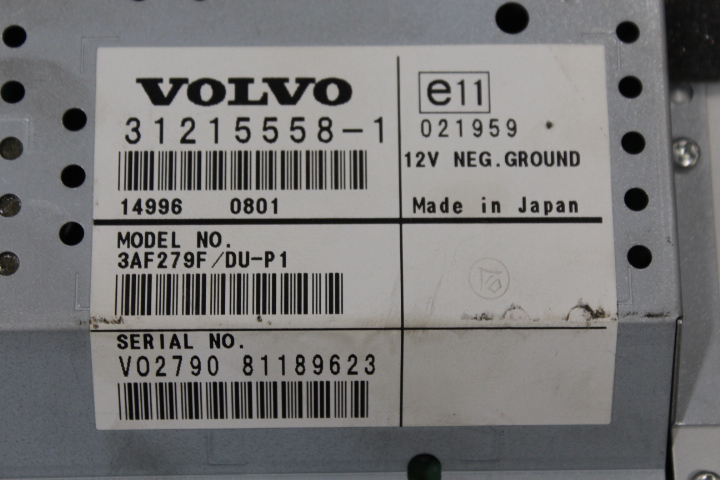 VOLVO
31215558-1
14996 0801
e11
021959
12V NEG.GROUND
Made in Japan
MODEL NO.
3AF279F/DU-P1
SERIAL NO.
VO2790 81189623